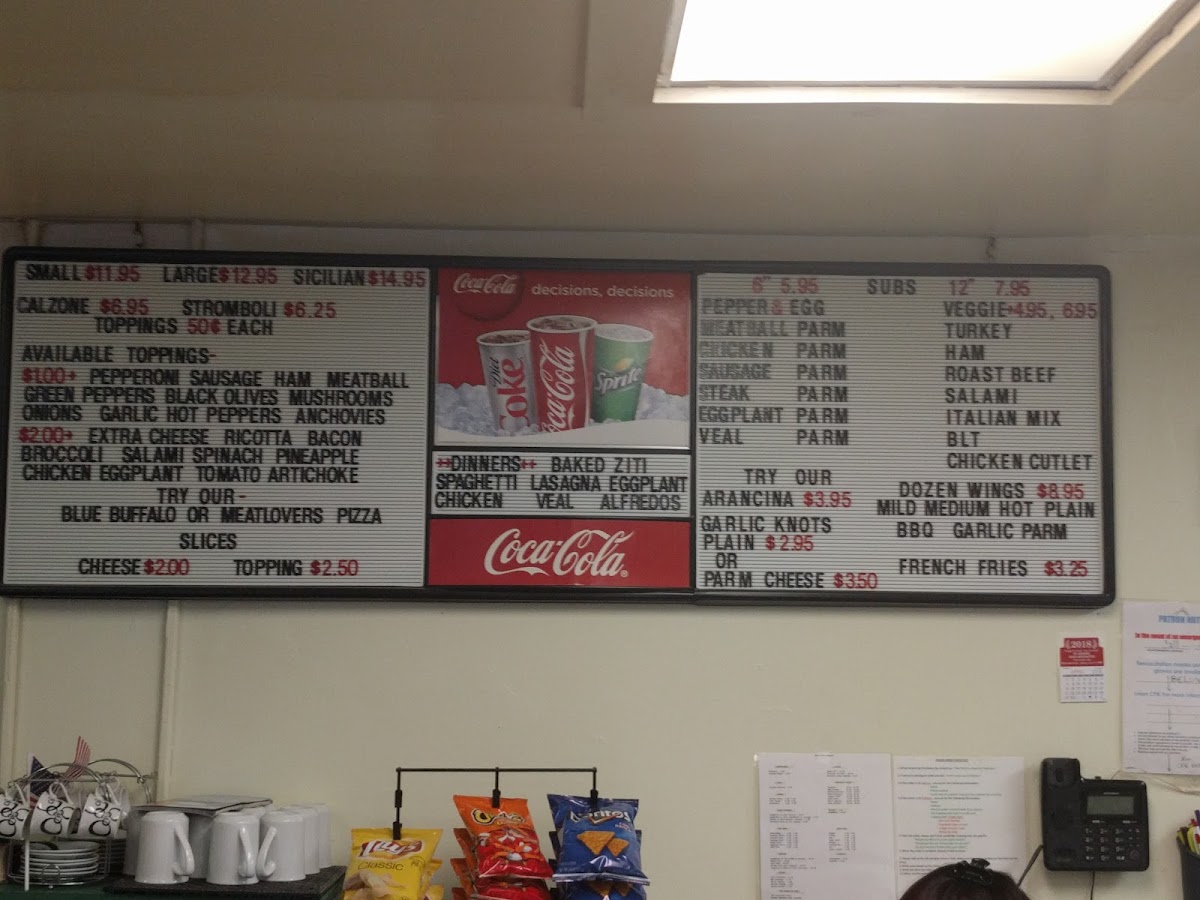 SMALL $11.95 LARGE $12.95 SICILIAN $14.95
CALZONE $6.95 STROMBOLI $6.25
TOPPINGS 50¢ EACH
AVAILABLE TOPPINGS-
$1.00+ PEPPERONI SAUSAGE HAM MEATBALL
GREEN PEPPERS BLACK OLIVES MUSHROOMS
ONIONS GARLIC HOT PEPPERS ANCHOVIES
$2.00+ EXTRA CHEESE RICOTTA BACON
BROCCOLI SALAMI SPINACH PINEAPPLE
CHICKEN EGGPLANT TOMATO ARTICHOKE
TRY OUR-
BLUE BUFFALO OR MEATLOVERS PIZZA
SLICES
CHEESE $2.00 TOPPING $2.50
Coca-Cola decisions, decisions
Diet Coke
Coca-Cola
Sprite
++DINNERS++ BAKED ZITI
SPAGHETTI LASAGNA EGGPLANT
CHICKEN VEAL ALFREDOS
Coca-Cola
6" 5.95 SUBS 12" 7.95
PEPPER & EGG VEGGIE+4.95, 6.95
MEATBALL PARM TURKEY
CHICKEN PARM HAM
SAUSAGE PARM ROAST BEEF
STEAK PARM SALAMI
EGGPLANT PARM ITALIAN MIX
VEAL PARM BLT
CHICKEN CUTLET
TRY OUR
ARANCINA $3.95
GARLIC KNOTS
PLAIN $2.95
OR
PARM CHEESE $3.50
DOZEN WINGS $8.95
MILD MEDIUM HOT PLAIN
BBQ GARLIC PARM
FRENCH FRIES $3.25
2018
Lay's
Classic
Doritos